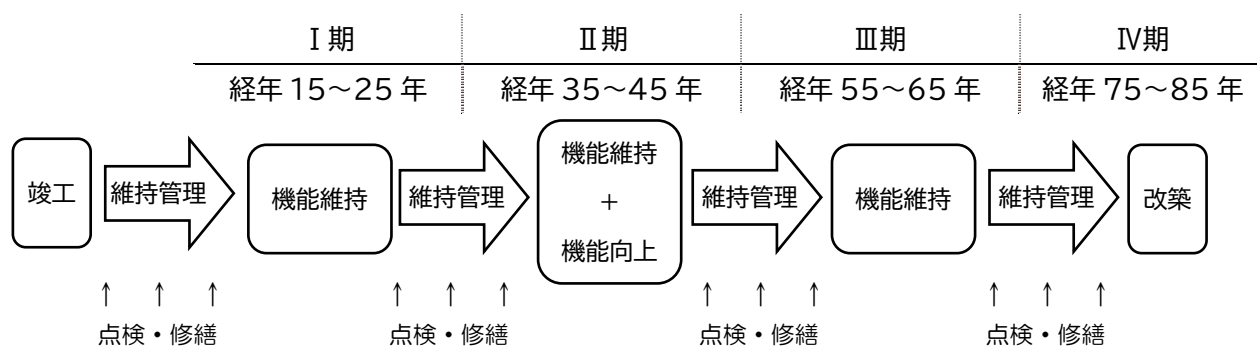 Ⅰ期 Ⅱ期 Ⅲ期 Ⅳ期
経年 15～25 年 経年 35～45 年 経年 55～65 年 経年 75～85 年
竣工
維持管理
機能維持
維持管理
機能維持
+
機能向上
維持管理
機能維持
維持管理
改築
↑ ↑ ↑ ↑ ↑ ↑ ↑ ↑ ↑ ↑ ↑ ↑
点検・修繕 点検・修繕 点検・修繕 点検・修繕